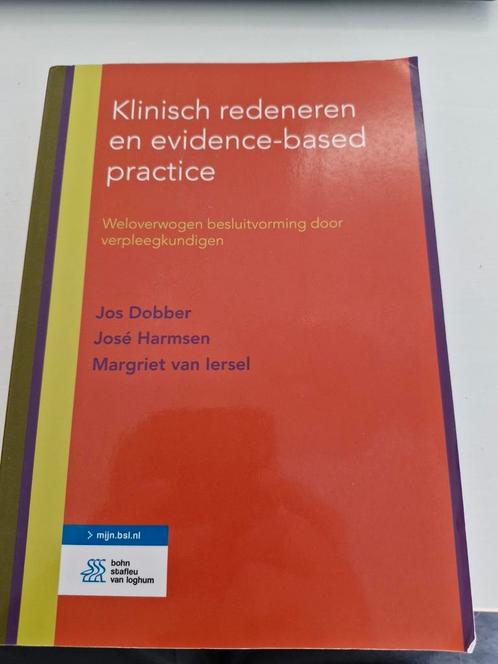 Klinisch redeneren
en evidence-based
practice
Weloverwogen besluitvorming door
verpleegkundigen
Jos Dobber
José Harmsen
Margriet van Iersel
> mijn.bsl.nl
bohn
stafleu
van loghum